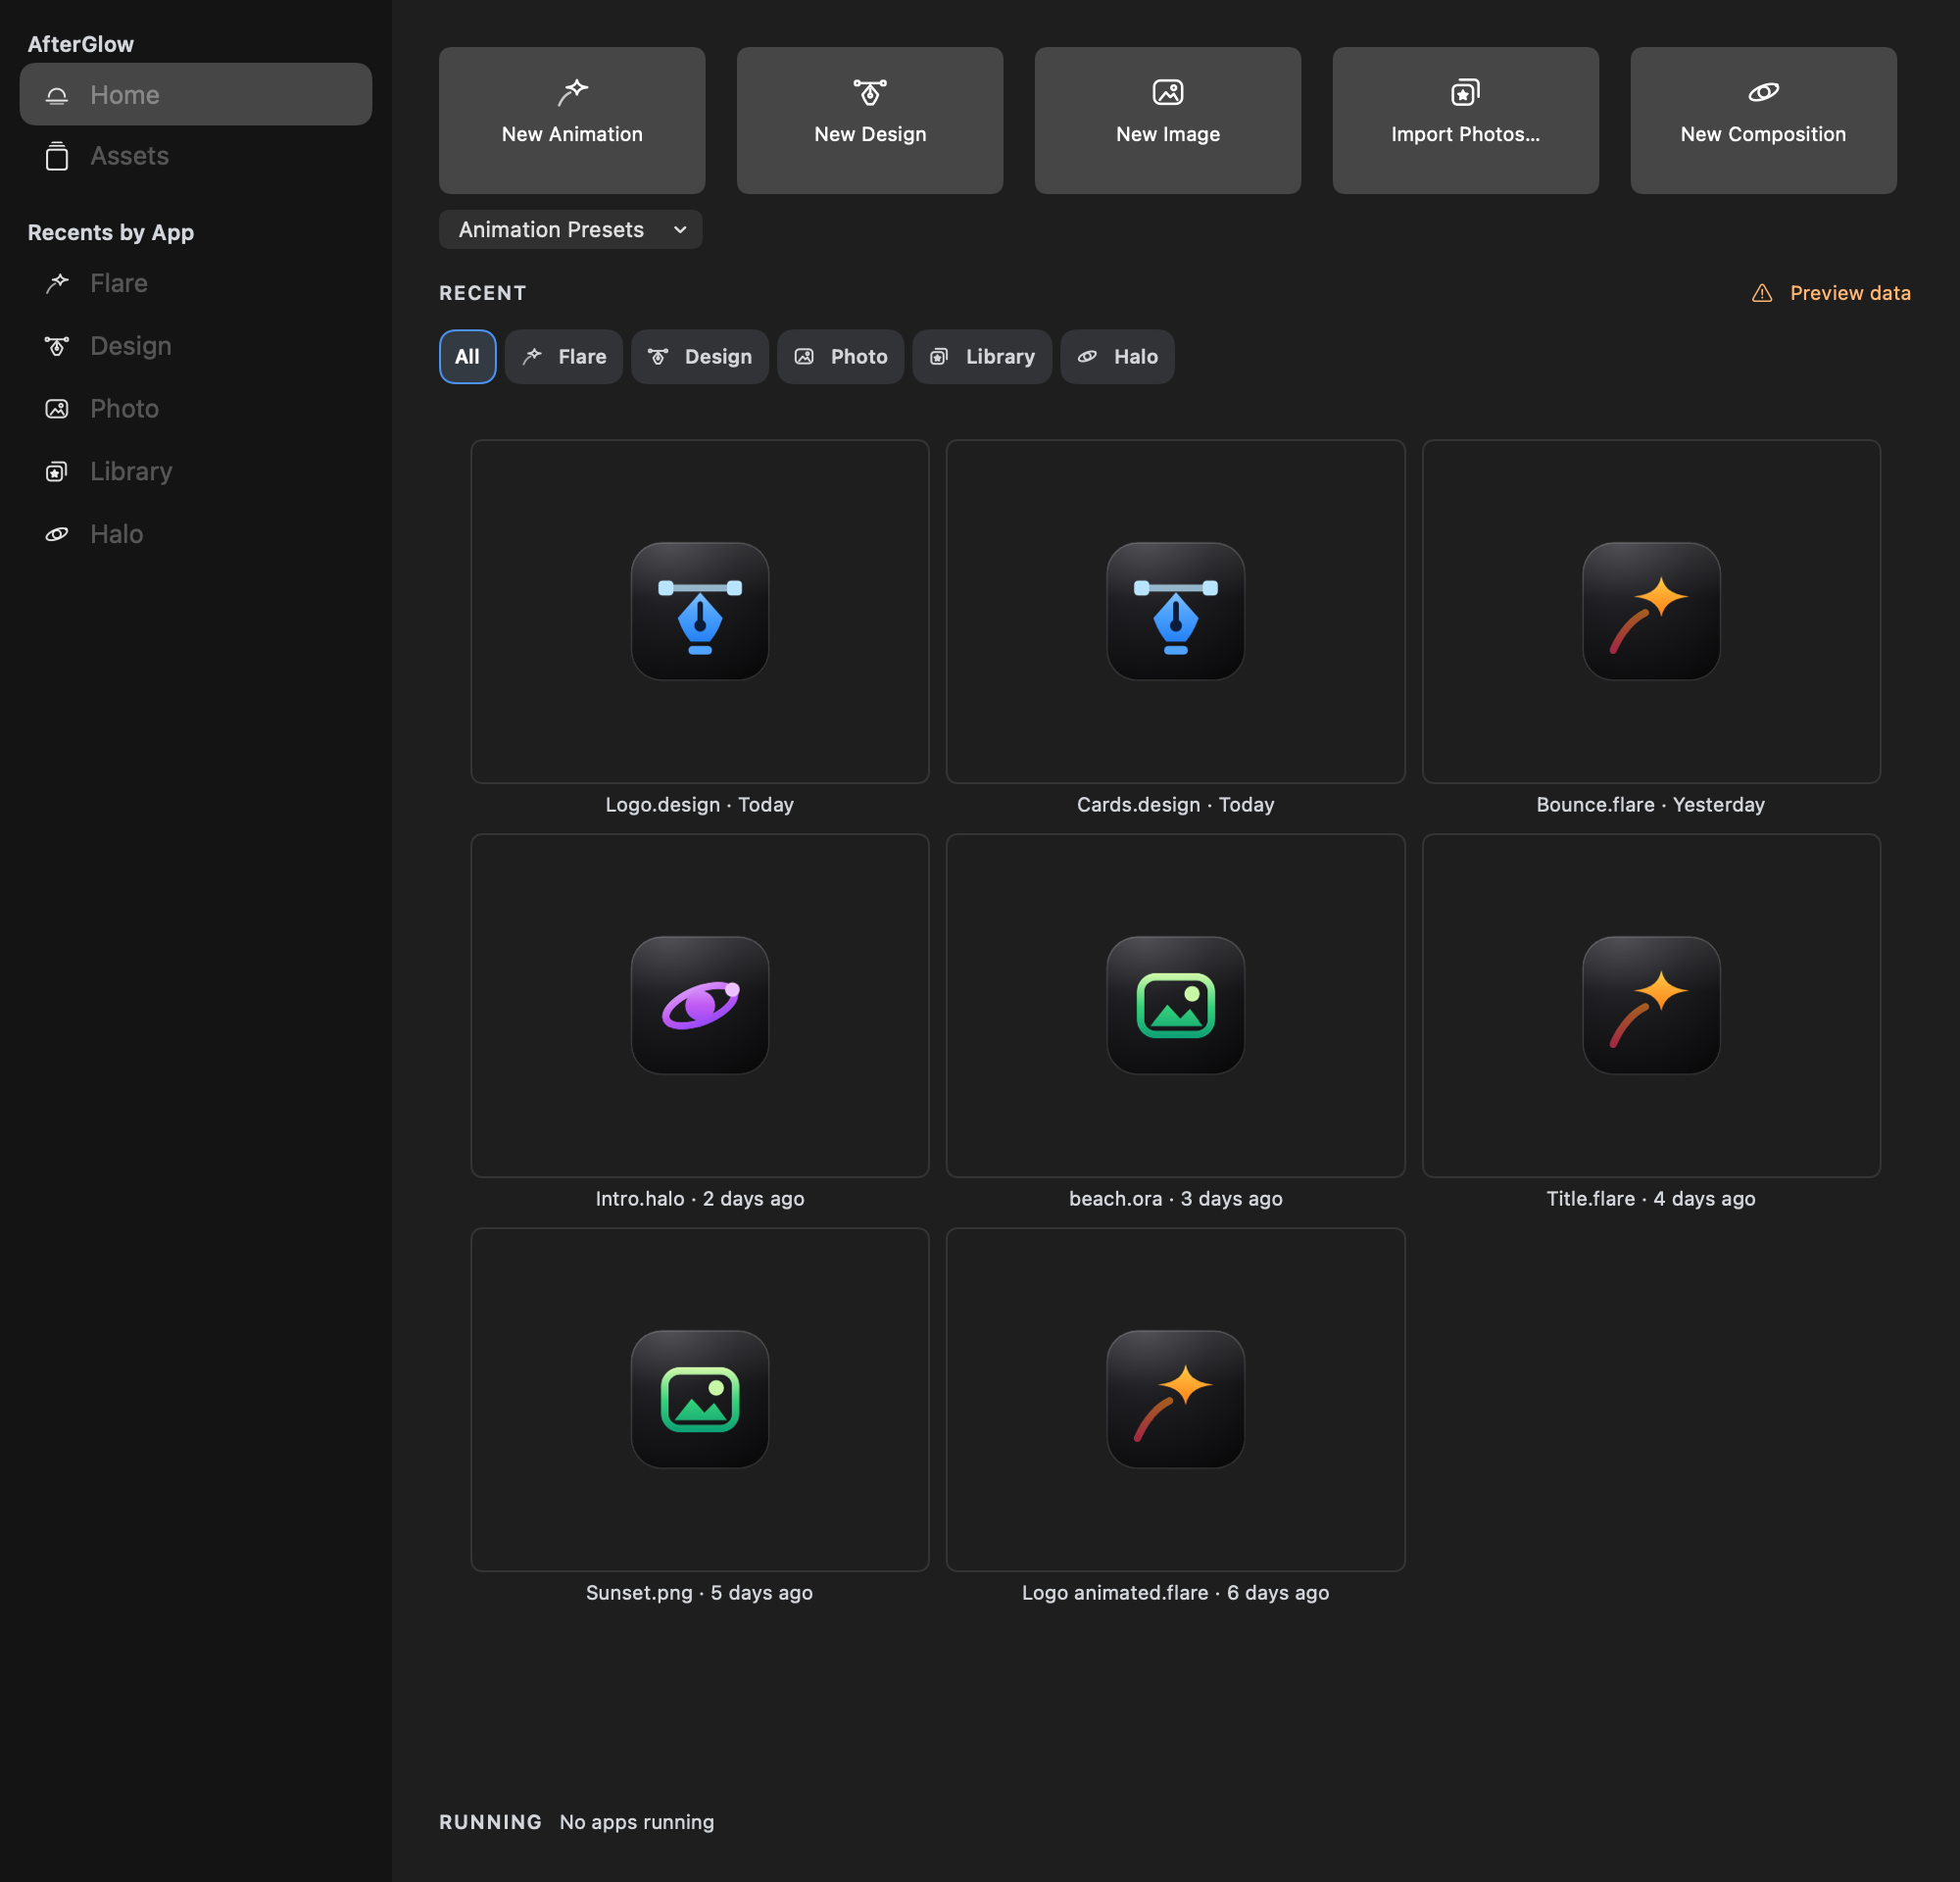 AfterGlow
Home
Assets
Recents by App
Flare
Design
Photo
Library
Halo
New Animation
New Design
New Image
Import Photos...
New Composition
Animation Presets
RECENT
Preview data
All
Flare
Design
Photo
Library
Halo
Logo.design · Today
Cards.design · Today
Bounce.flare · Yesterday
Intro.halo · 2 days ago
beach.ora · 3 days ago
Title.flare · 4 days ago
Sunset.png · 5 days ago
Logo animated.flare · 6 days ago
RUNNING No apps running